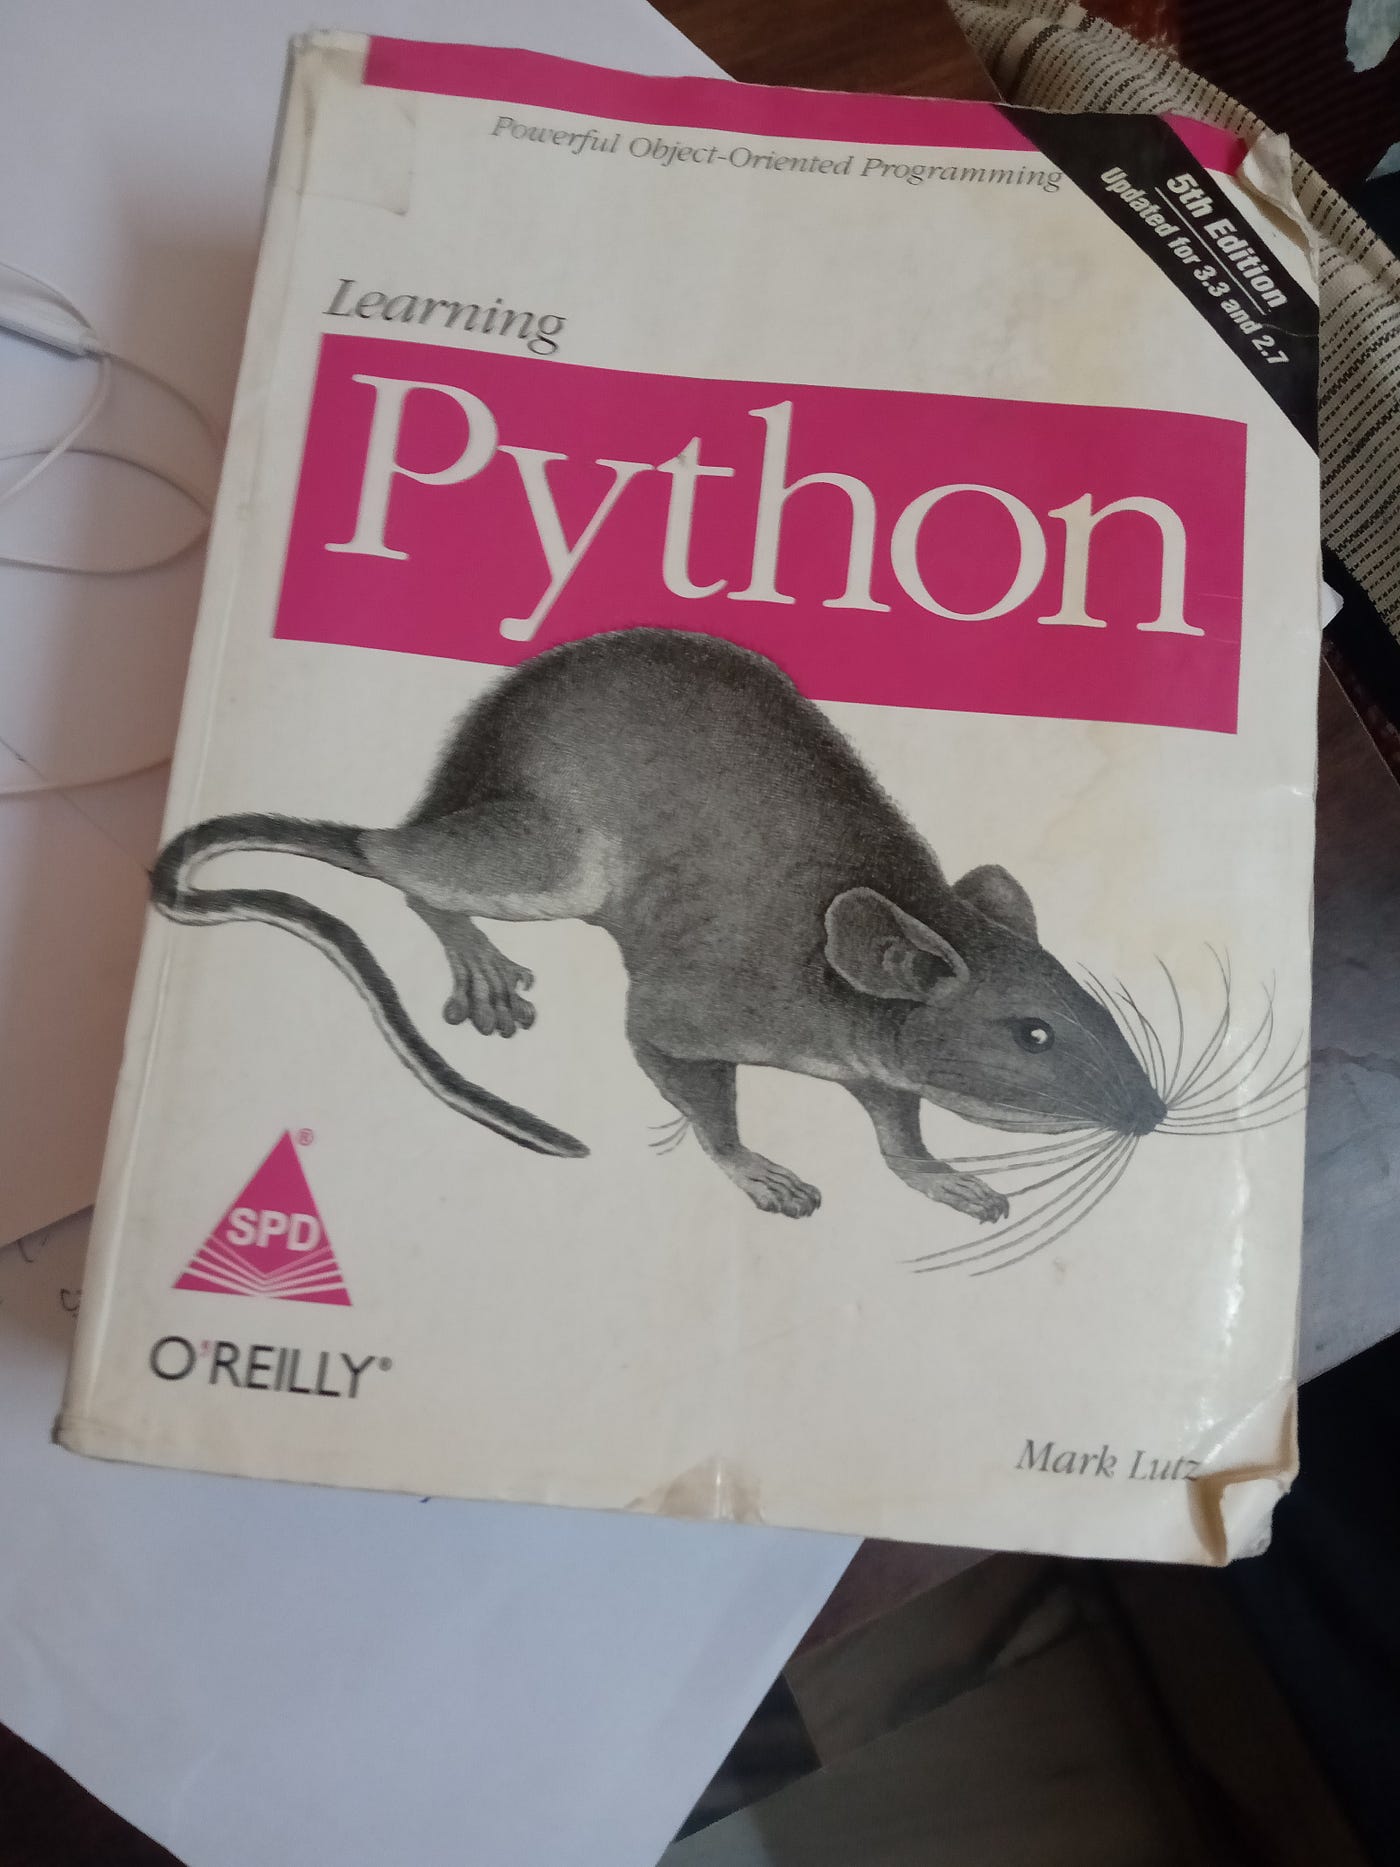 Powerful Object-Oriented Programming
5th Edition
Updated for 3.3 and 2.7
Learning
Python
SPD®
O'REILLY®
Mark Lutz